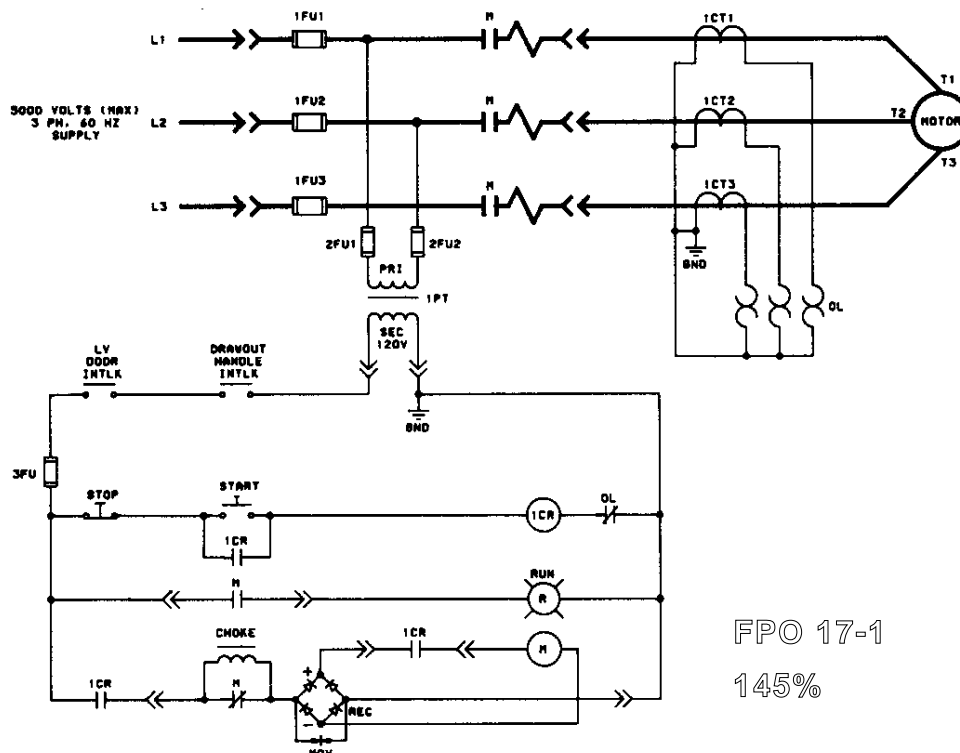 1FU1
M
1CT1
L1
T1
5000 VOLTS (MAX)
3 PH, 60 HZ
SUPPLY
1FU2
M
1CT2
L2
T2
MOTOR
T3
1FU3
M
1CT3
L3
2FU1
2FU2
GND
PRI
1PT
OL
SEC
120V
LV
DOOR
INTLK
DRAWOUT
HANDLE
INTLK
GND
3FU
STOP
START
1CR
OL
1CR
M
RUN
R
CHOKE
1CR
M
1CR
M
+
REC
-
MOV
FPO 17-1
145%